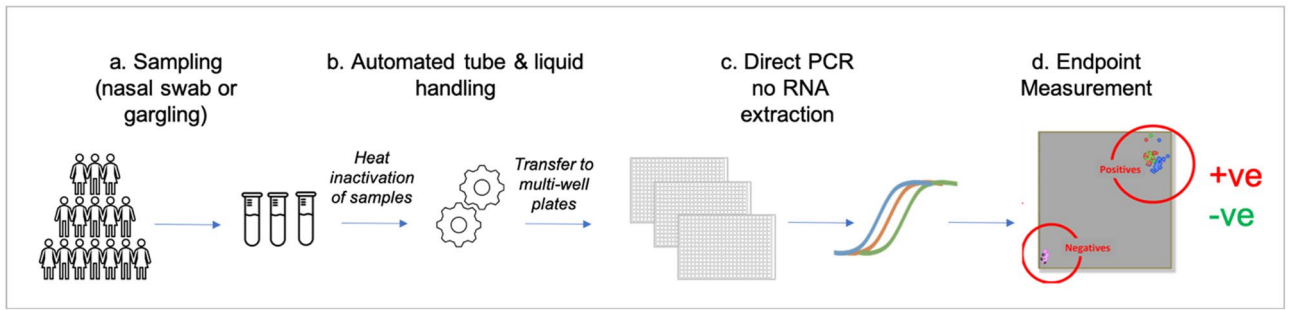 a. Sampling
(nasal swab or
gargling)
b. Automated tube & liquid
handling
c. Direct PCR
no RNA
extraction
d. Endpoint
Measurement
Heat
inactivation
of samples
Transfer to
multi-well
plates
Positives
Negatives
+ve
-ve